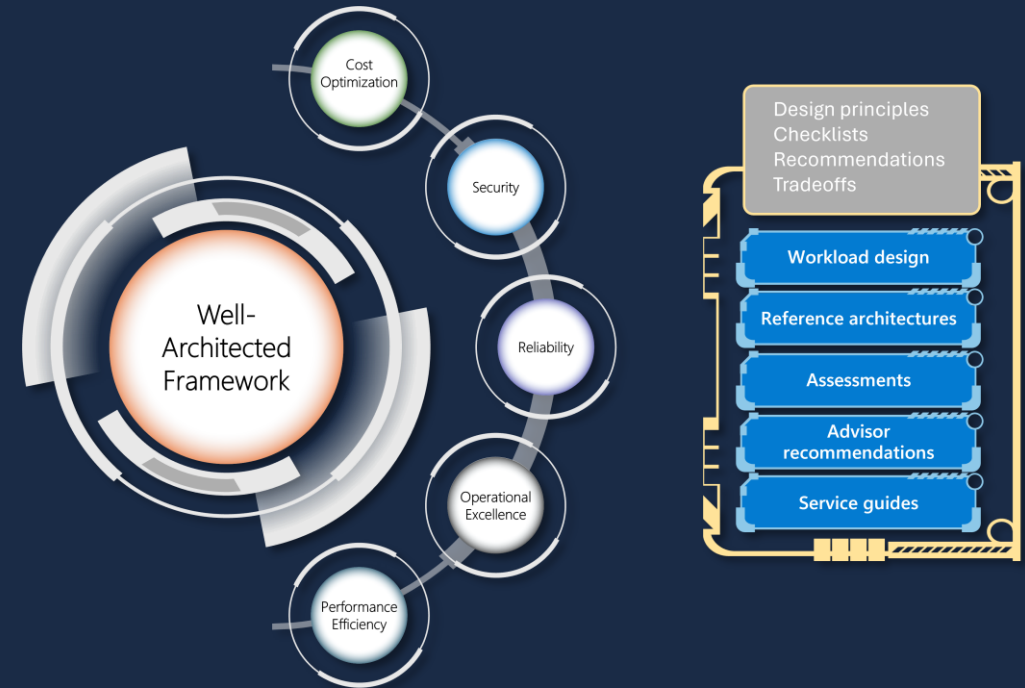 Cost
Optimization
Security
Well-
Architected
Framework
Reliability
Operational
Excellence
Performance
Efficiency
Design principles
Checklists
Recommendations
Tradeoffs
Workload design
Reference architectures
Assessments
Advisor
recommendations
Service guides